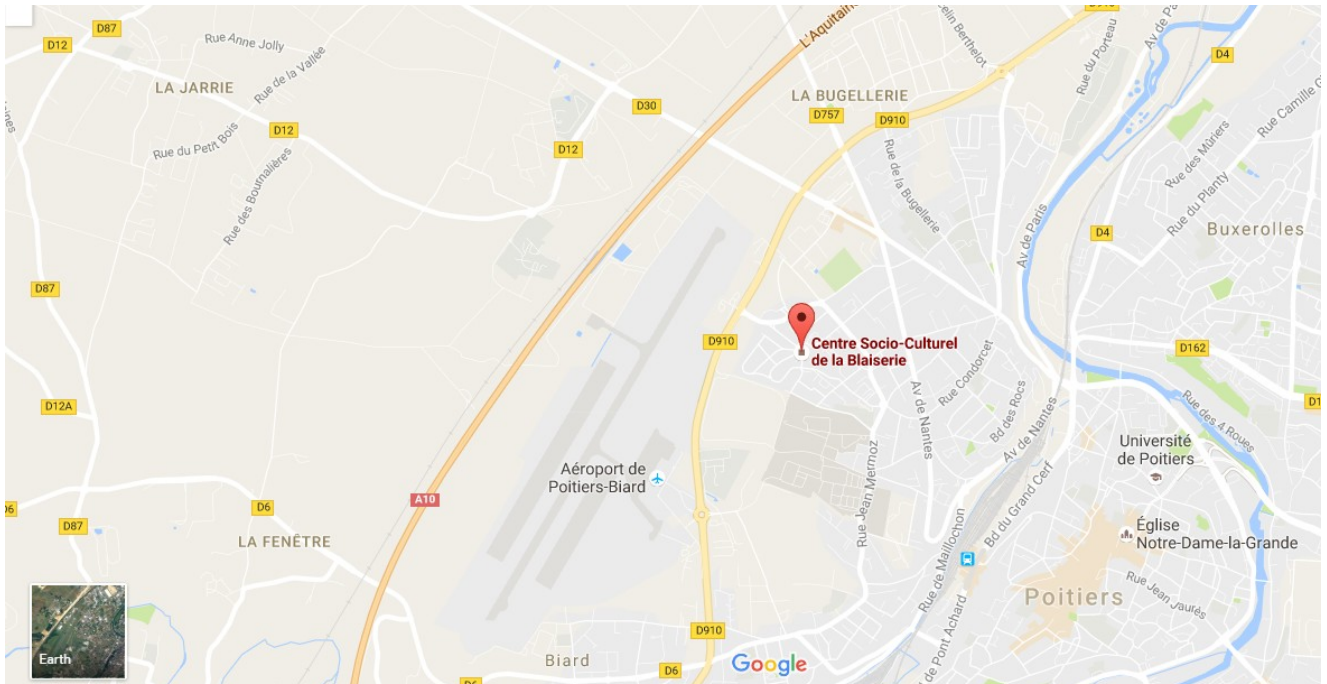 D87
D12
Rue Anne Jolly
LA JARRIE
Rue de la Vallée
Rue du Petit Bois
D12
Rue des Bournalières
D12
D30
L'Aquitaine
LA BUGELLERIE
D757
D910
Rue de la Bugellerie
Rue du Porteau
D4
Rue Camille
Rue des Mûriers
Rue du Planty
Buxerolles
Av de Paris
D4
D87
D910
Centre Socio-Culturel
de la Blaiserie
D162
Rue des 4 Roues
Rue Condorcet
Bd des Rocs
Av de Nantes
Av de Nantes
D12A
Aéroport de
Poitiers-Biard
Rue Jean Mermoz
Université
de Poitiers
A10
D6
D87
LA FENÊTRE
Bd du Grand Cerf
Rue de Maillochon
Église
Notre-Dame-la-Grande
Rue Jean Jaurès
Poitiers
de Pont Achard
D910
Biard
D6
Google
Earth